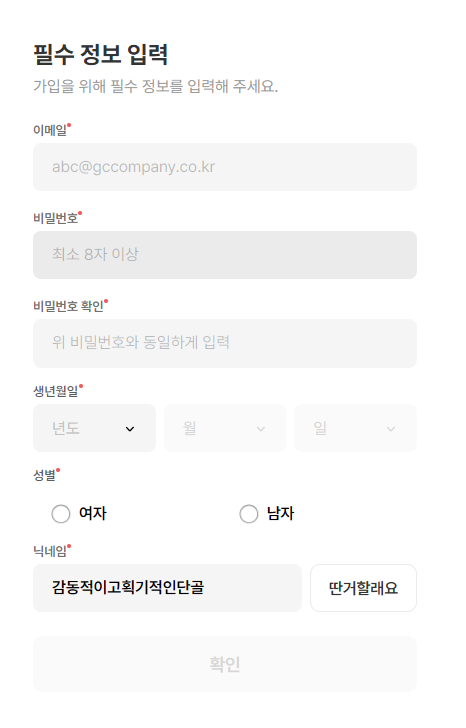 필수 정보 입력
가입을 위해 필수 정보를 입력해 주세요.
이메일
abc@gccompany.co.kr
비밀번호
최소 8자 이상
비밀번호 확인
위 비밀번호와 동일하게 입력
생년월일
년도 월 일
성별
여자 남자
닉네임
감동적이고획기적인단골 딴거할래요
확인